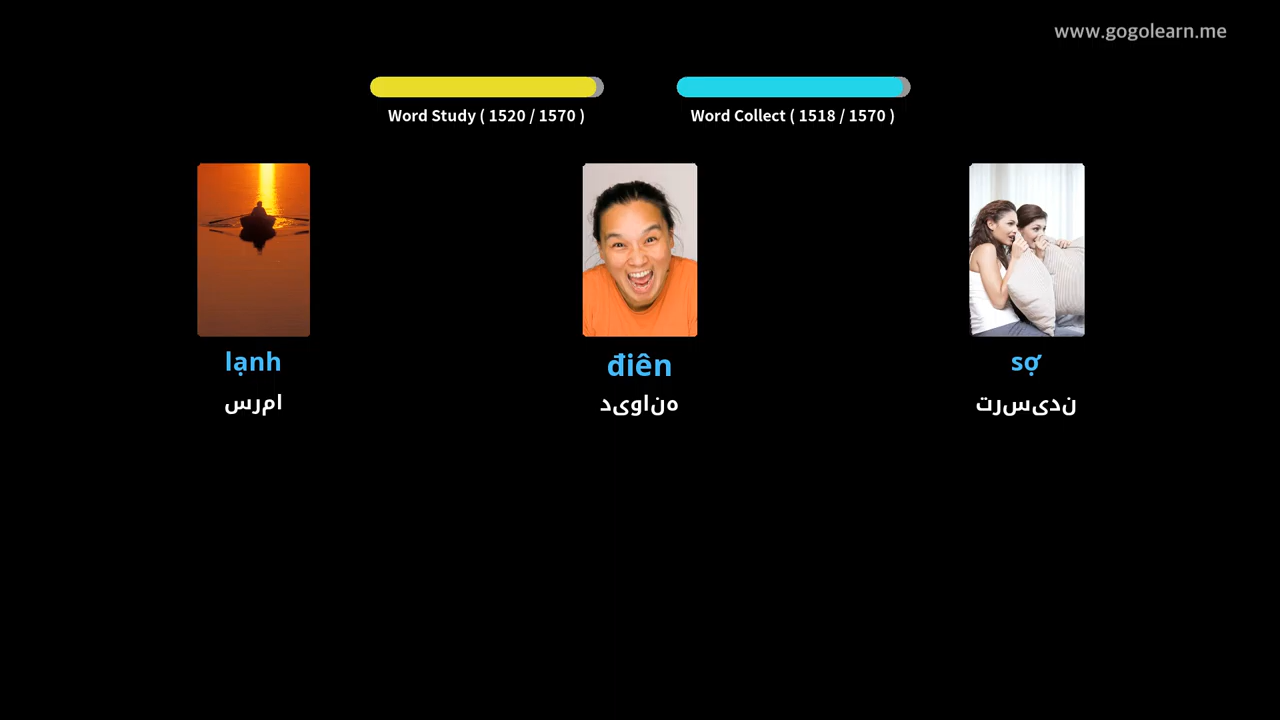 www.gogolearn.me
Word Study ( 1520 / 1570 )
Word Collect ( 1518 / 1570 )
lạnh
سرما
điên
دیوانه
sợ
ترسیدن